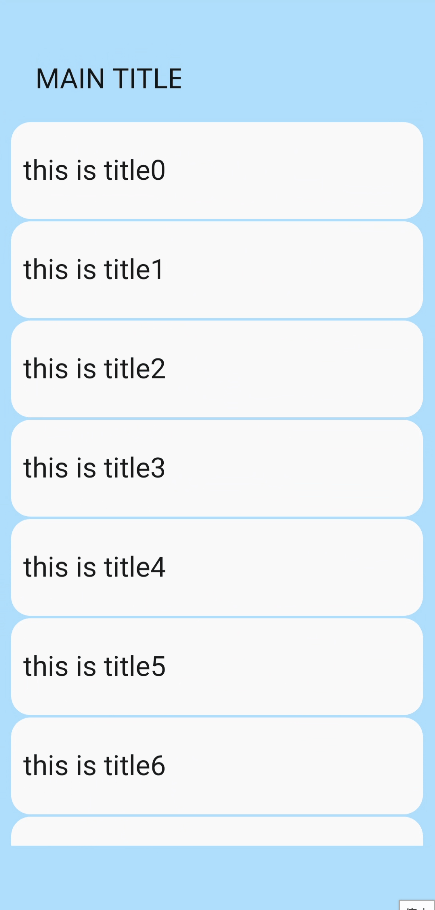 MAIN TITLE
this is title0
this is title1
this is title2
this is title3
this is title4
this is title5
this is title6